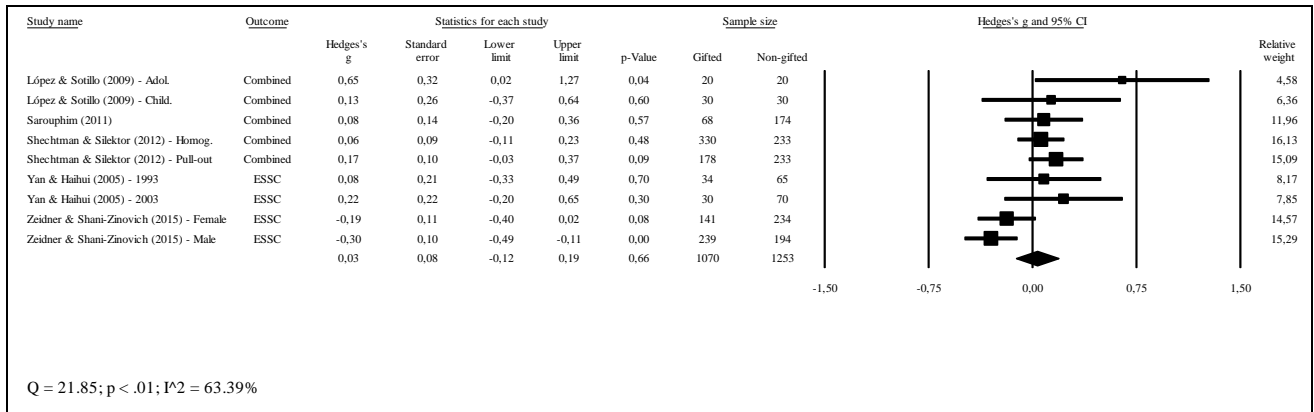 Study name Outcome Statistics for each study Sample size Hedges's g and 95% CI
Hedges's Standard Lower Upper Relative
g error limit limit p-Value Gifted Non-gifted weight
López & Sotillo (2009) - Adol. Combined 0,65 0,32 0,02 1,27 0,04 20 20 4,58
López & Sotillo (2009) - Child. Combined 0,13 0,26 -0,37 0,64 0,60 30 30 6,36
Sarouphim (2011) Combined 0,08 0,14 -0,20 0,36 0,57 68 174 11,96
Shechtman & Silektor (2012) - Homog. Combined 0,06 0,09 -0,11 0,23 0,48 330 233 16,13
Shechtman & Silektor (2012) - Pull-out Combined 0,17 0,10 -0,03 0,37 0,09 178 233 15,09
Yan & Haihui (2005) - 1993 ESSC 0,08 0,21 -0,33 0,49 0,70 34 65 8,17
Yan & Haihui (2005) - 2003 ESSC 0,22 0,22 -0,20 0,65 0,30 30 70 7,85
Zeidner & Shani-Zinovich (2015) - Female ESSC -0,19 0,11 -0,40 0,02 0,08 141 234 14,57
Zeidner & Shani-Zinovich (2015) - Male ESSC -0,30 0,10 -0,49 -0,11 0,00 239 194 15,29
0,03 0,08 -0,12 0,19 0,66 1070 1253
-1,50 -0,75 0,00 0,75 1,50
Q = 21.85; p < .01; I^2 = 63.39%